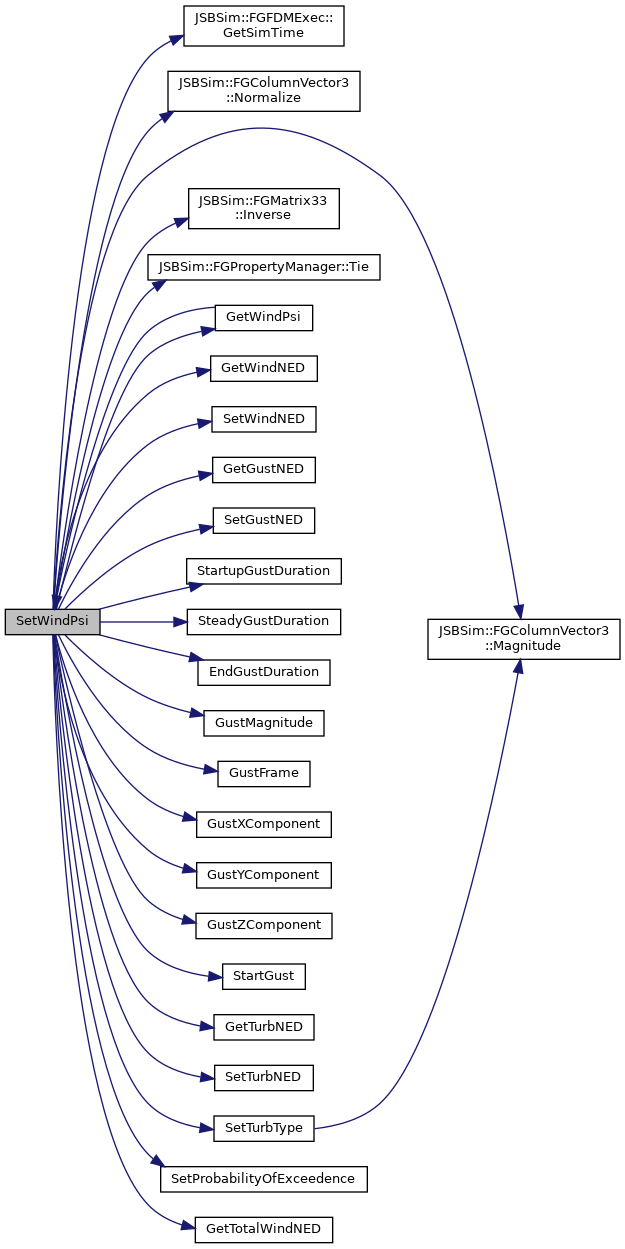 JSBSim::FGFDMExec::
GetSimTime
JSBSim::FGColumnVector3
::Normalize
JSBSim::FGMatrix33
::Inverse
JSBSim::FGPropertyManager::Tie
GetWindPsi
GetWindNED
SetWindNED
GetGustNED
SetGustNED
StartupGustDuration
SetWindPsi
SteadyGustDuration
JSBSim::FGColumnVector3
::Magnitude
EndGustDuration
GustMagnitude
GustFrame
GustXComponent
GustYComponent
GustZComponent
StartGust
GetTurbNED
SetTurbNED
SetTurbType
SetProbabilityOfExceedence
GetTotalWindNED